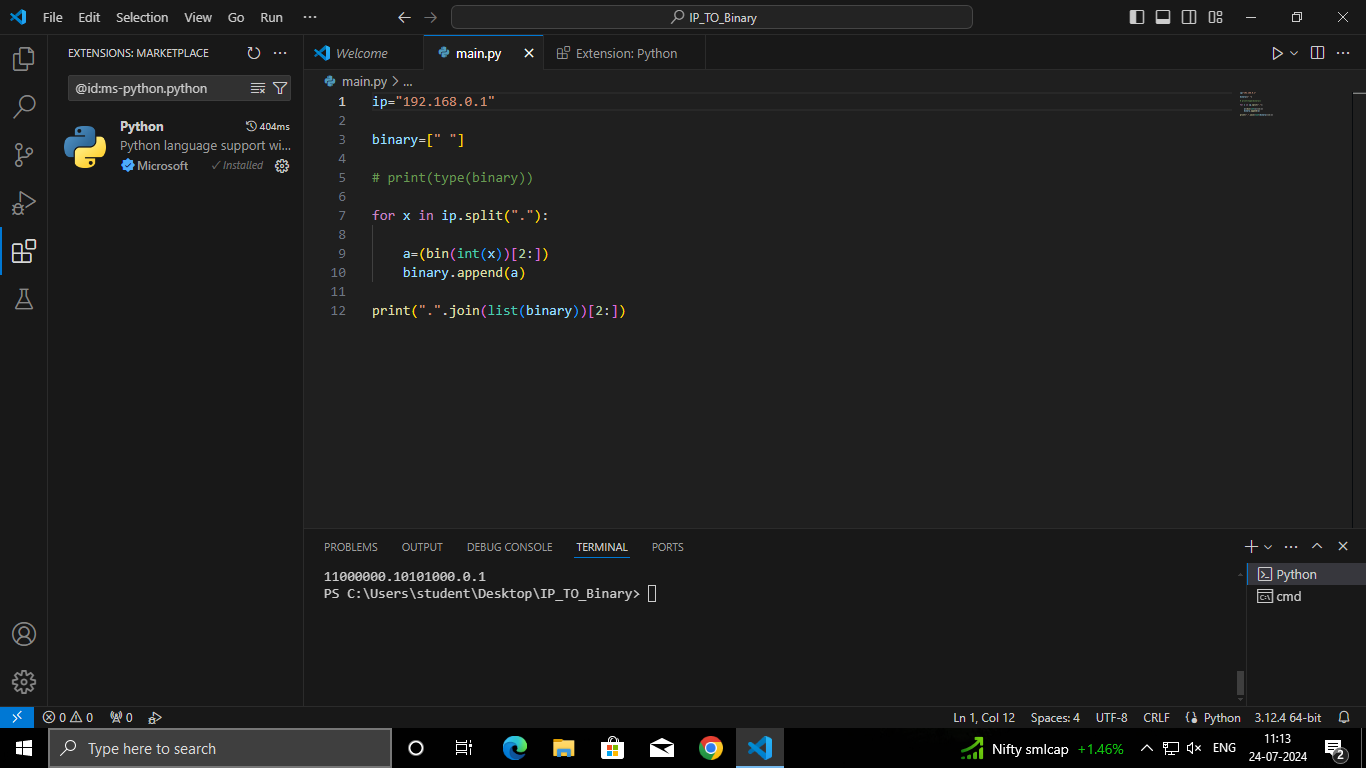 File Edit Selection View Go Run ···
IP_TO_Binary
EXTENSIONS: MARKETPLACE
@id:ms-python.python
Python 404ms
Python language support wi...
Microsoft Installed
Welcome main.py Extension: Python
main.py > ...
1 ip="192.168.0.1"
2
3 binary=[" "]
4
5 # print(type(binary))
6
7 for x in ip.split("."):
8
9 a=(bin(int(x))[2:])
10 binary.append(a)
11
12 print(".".join(list(binary))[2:])
PROBLEMS OUTPUT DEBUG CONSOLE TERMINAL PORTS
11000000.10101000.0.1
PS C:\Users\student\Desktop\IP_TO_Binary>
Python
cmd
0 0 0 Ln 1, Col 12 Spaces: 4 UTF-8 CRLF Python 3.12.4 64-bit
Type here to search
Nifty smlcap +1.46% ENG
11:13
24-07-2024
2